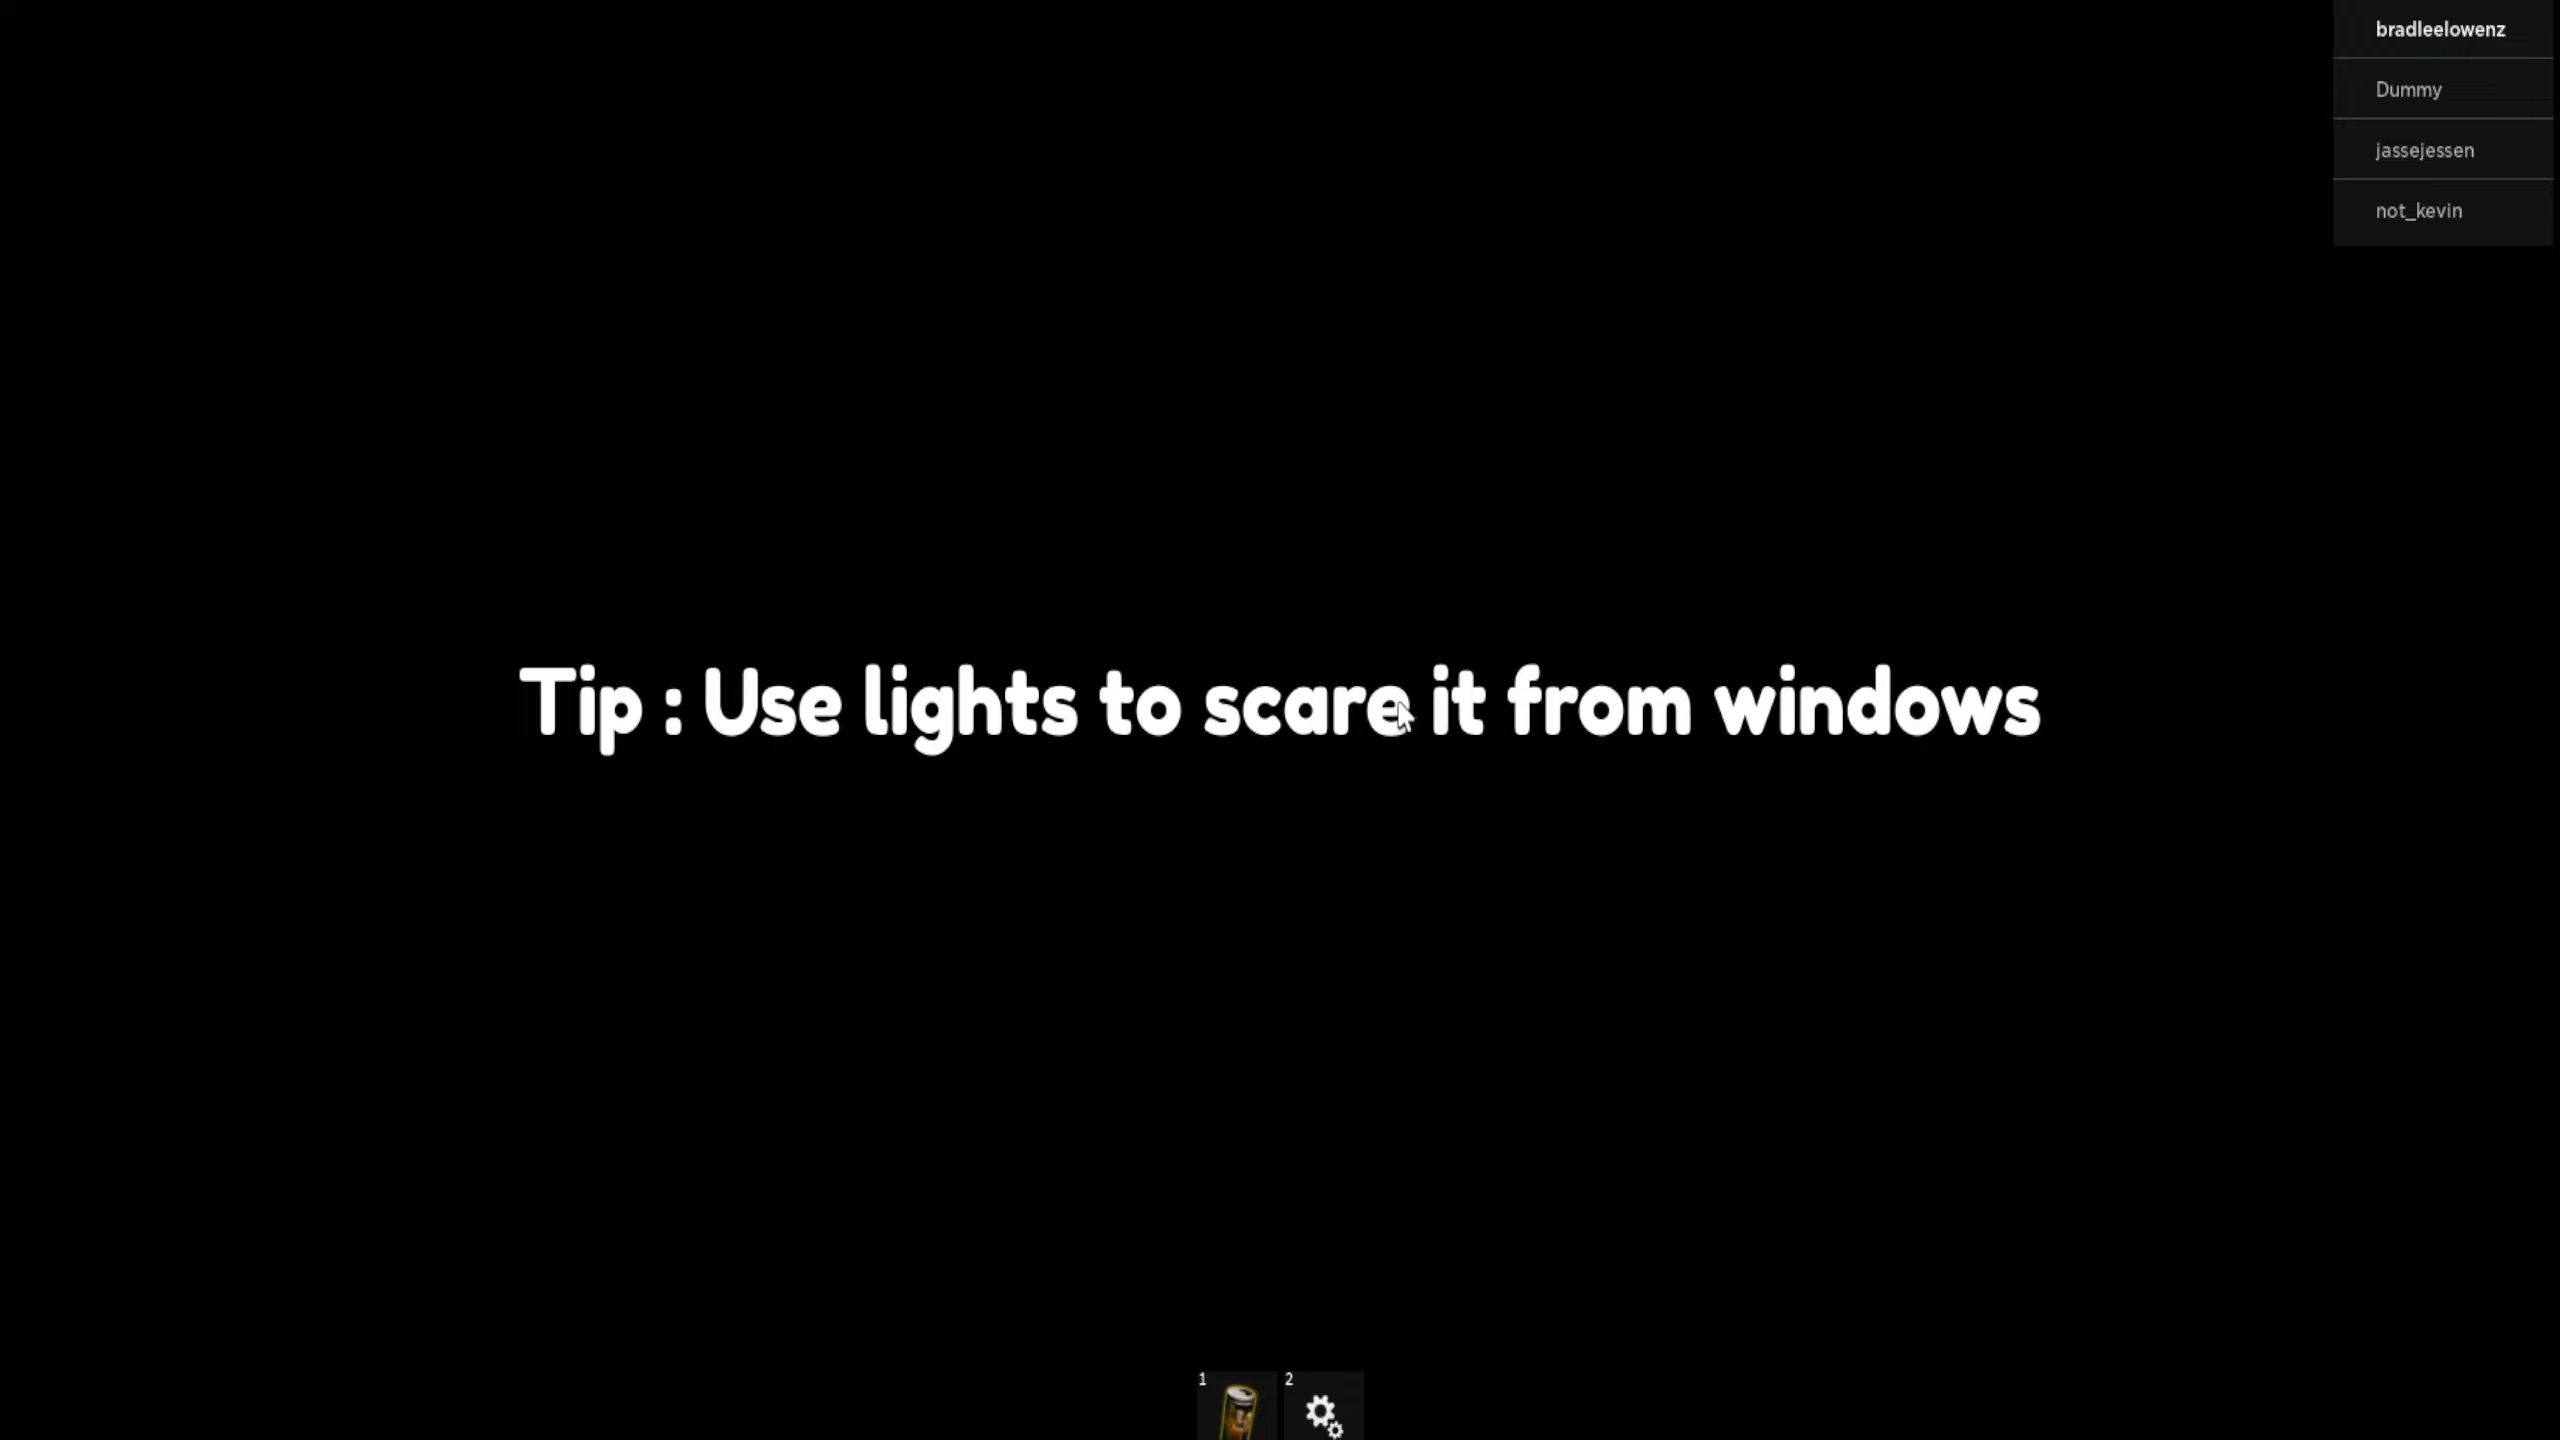 bradleelowenz
Dummy
jassejessen
not_kevin
Tip : Use lights to scare it from windows
1
2